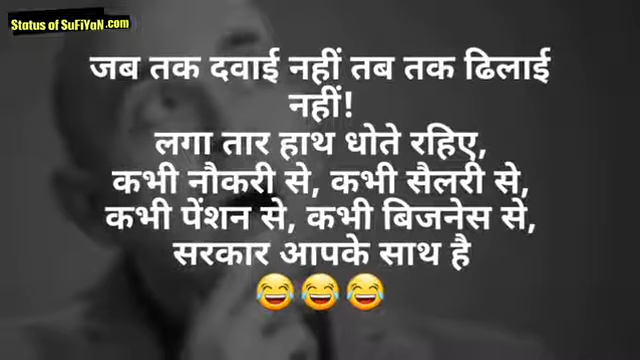 Status of SuFiYaN.com
जब तक दवाई नहीं तब तक ढिलाई
नहीं!
लगा तार हाथ धोते रहिए,
कभी नौकरी से, कभी सैलरी से,
कभी पेंशन से, कभी बिजनेस से,
सरकार आपके साथ है
😂😂😂